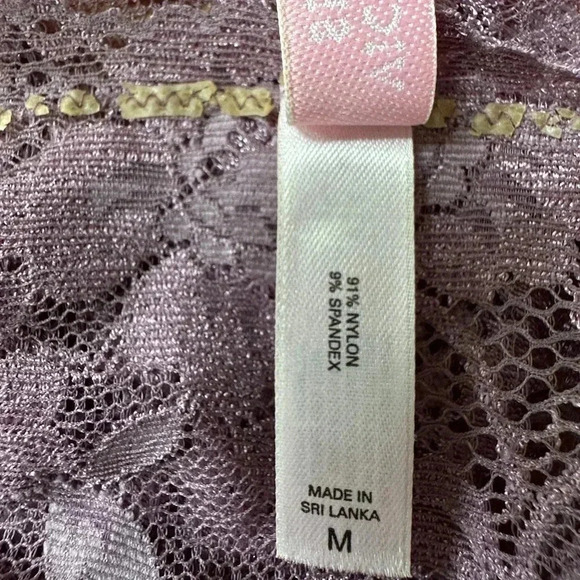 91% NYLON
9% SPANDEX
MADE IN
SRI LANKA
M